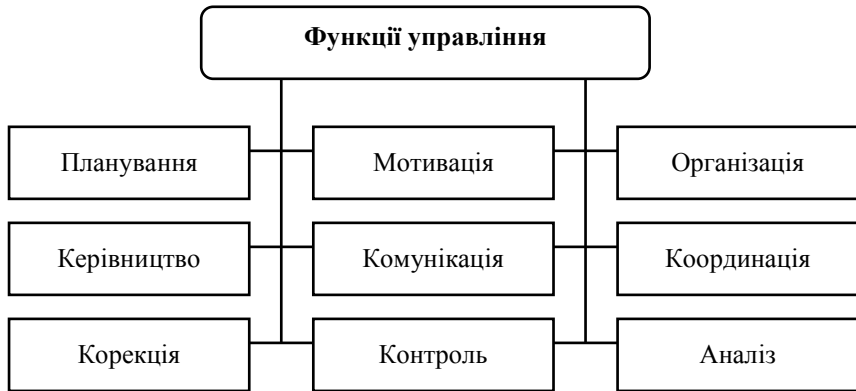 Функції управління
Планування
Мотивація
Організація
Керівництво
Комунікація
Координація
Корекція
Контроль
Аналіз